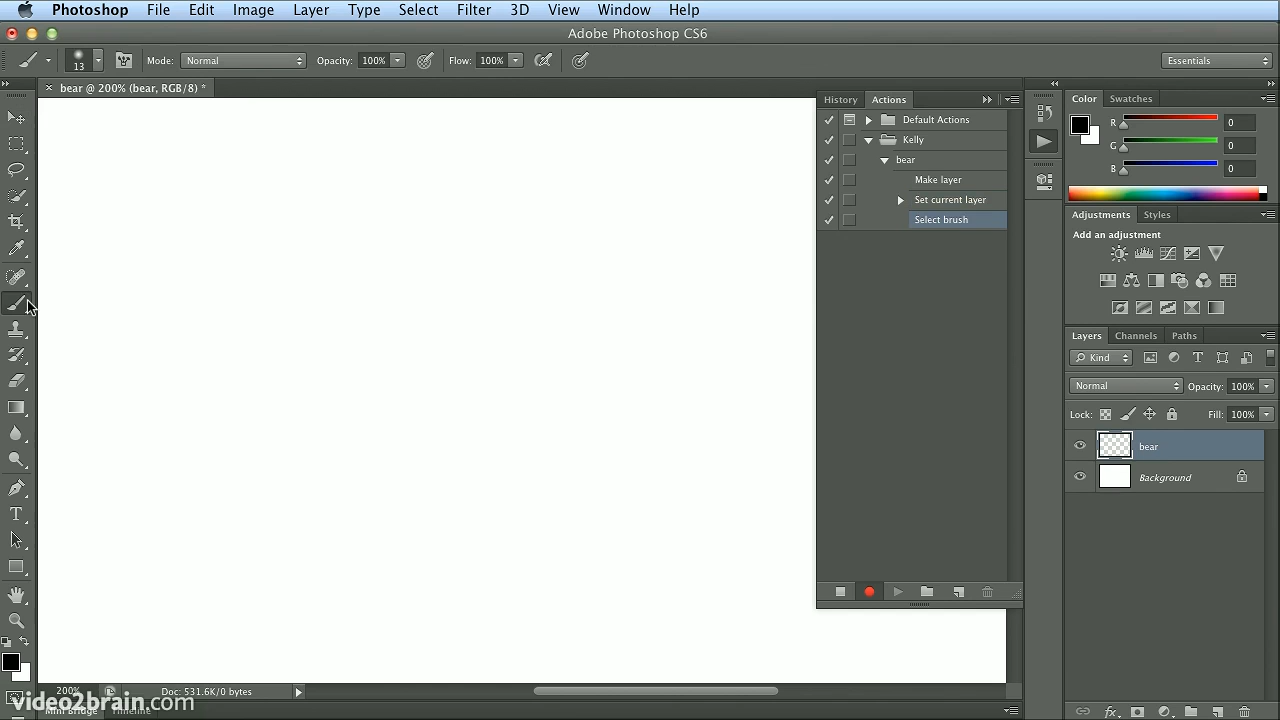 Photoshop File Edit Image Layer Type Select Filter 3D View Window Help
Adobe Photoshop CS6
13 Mode: Normal Opacity: 100% Flow: 100% Essentials
bear @ 200% (bear, RGB/8) *
History Actions
Default Actions
Kelly
bear
Make layer
Set current layer
Select brush
Color Swatches
R 0
G 0
B 0
Adjustments Styles
Add an adjustment
Layers Channels Paths
Kind
Normal Opacity: 100%
Lock: Fill: 100%
bear
Background
200% Doc: 531.6K/0 bytes
video2brain.com
Mini Bridge Timeline